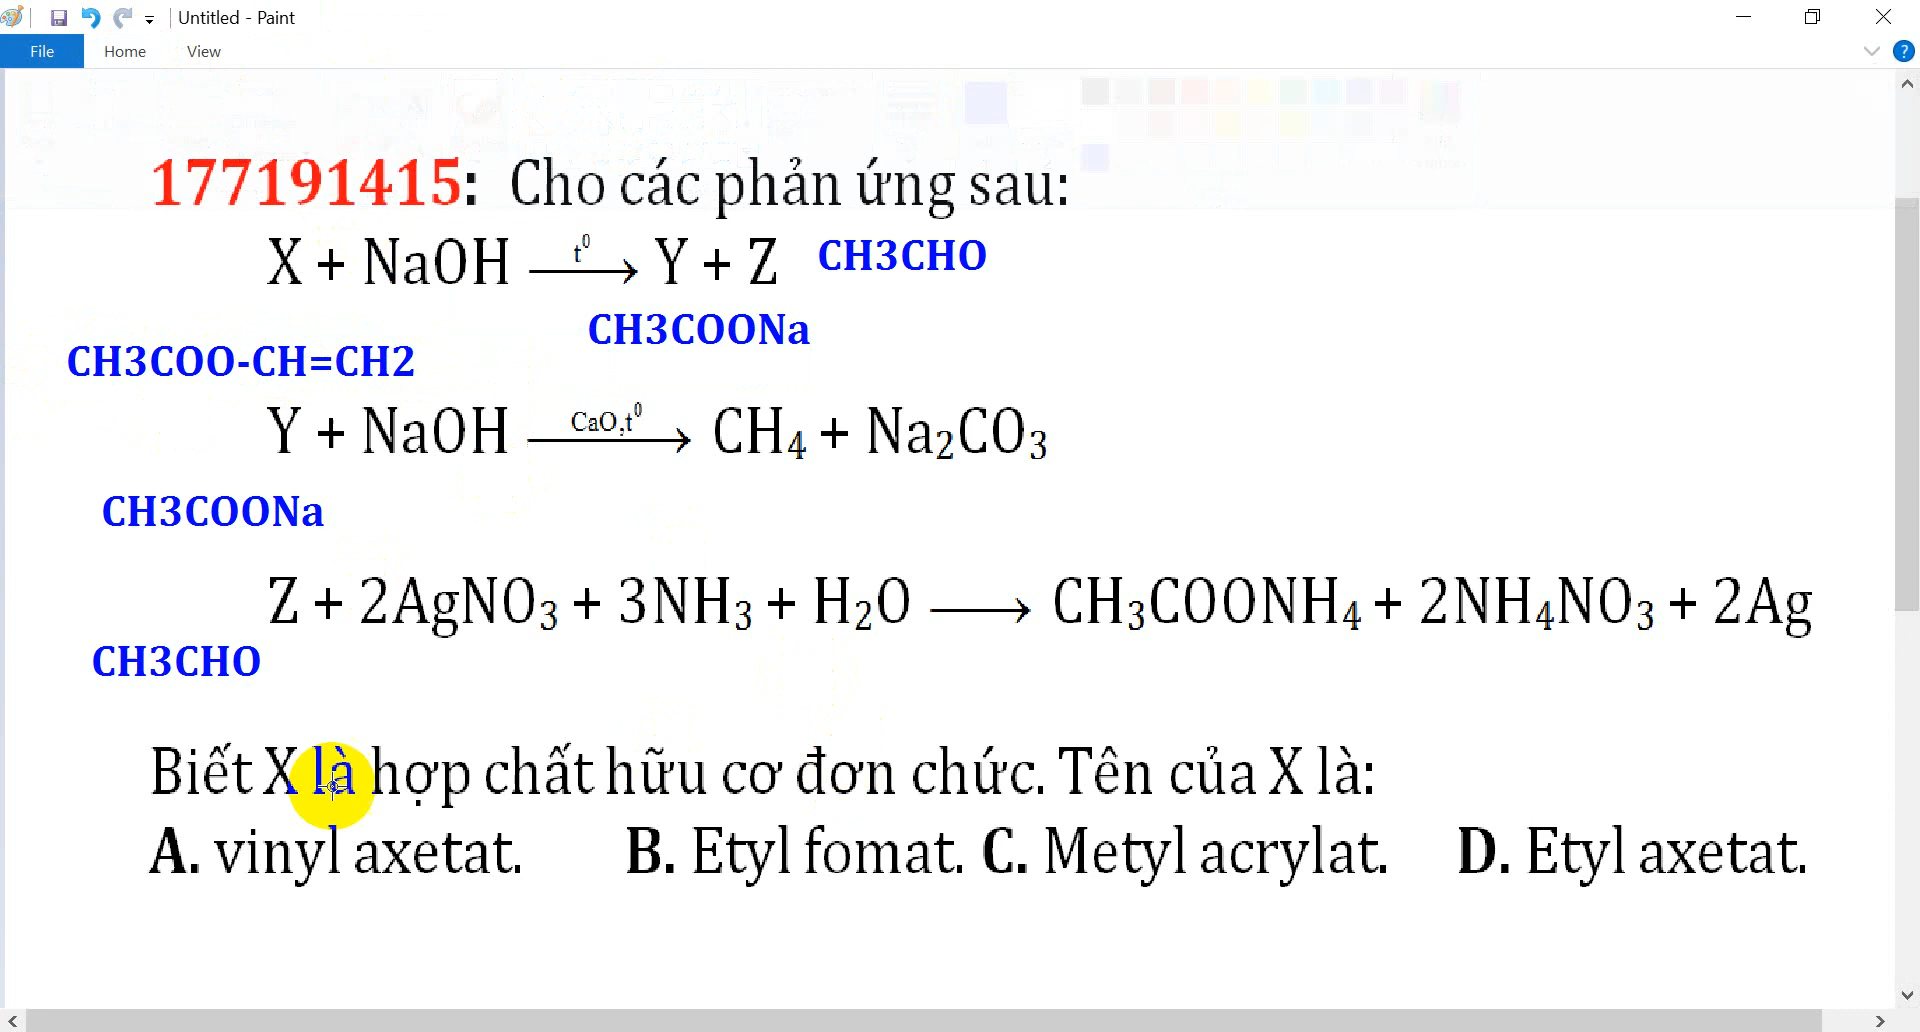 Untitled - Paint
File Home View
177191415: Cho các phản ứng sau:
X + NaOH t⁰ → Y + Z CH3CHO
CH3COONa
CH3COO-CH=CH2
Y + NaOH CaO,t⁰ → CH₄ + Na₂CO₃
CH3COONa
Z + 2AgNO₃ + 3NH₃ + H₂O → CH₃COONH₄ + 2NH₄NO₃ + 2Ag
CH3CHO
Biết X là hợp chất hữu cơ đơn chức. Tên của X là:
A. vinyl axetat. B. Etyl fomat. C. Metyl acrylat. D. Etyl axetat.